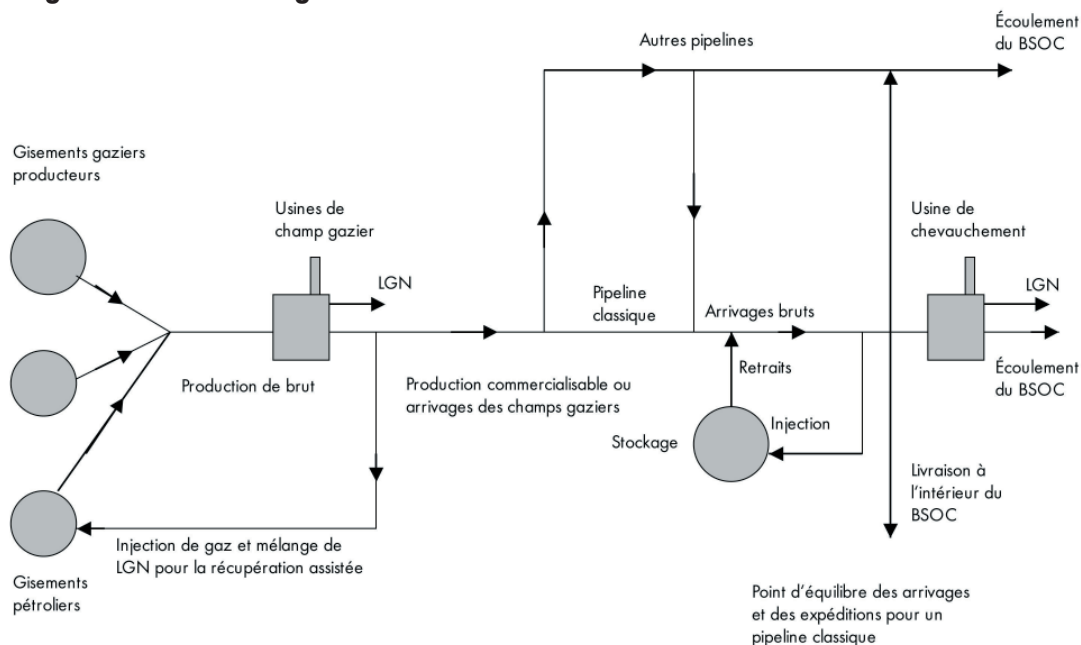 Écoulement
du BSOC
Autres pipelines
Gisements gaziers
producteurs
Usines de
champ gazier
Usine de
chevauchement
LGN
Pipeline
classique
Arrivages bruts
LGN
Production de brut
Production commercialisable ou
arrivages des champs gaziers
Retraits
Écoulement
du BSOC
Stockage
Injection
Livraison à
l'intérieur du
BSOC
Injection de gaz et mélange de
LGN pour la récupération assistée
Gisements
pétroliers
Point d'équilibre des arrivages
et des expéditions pour un
pipeline classique